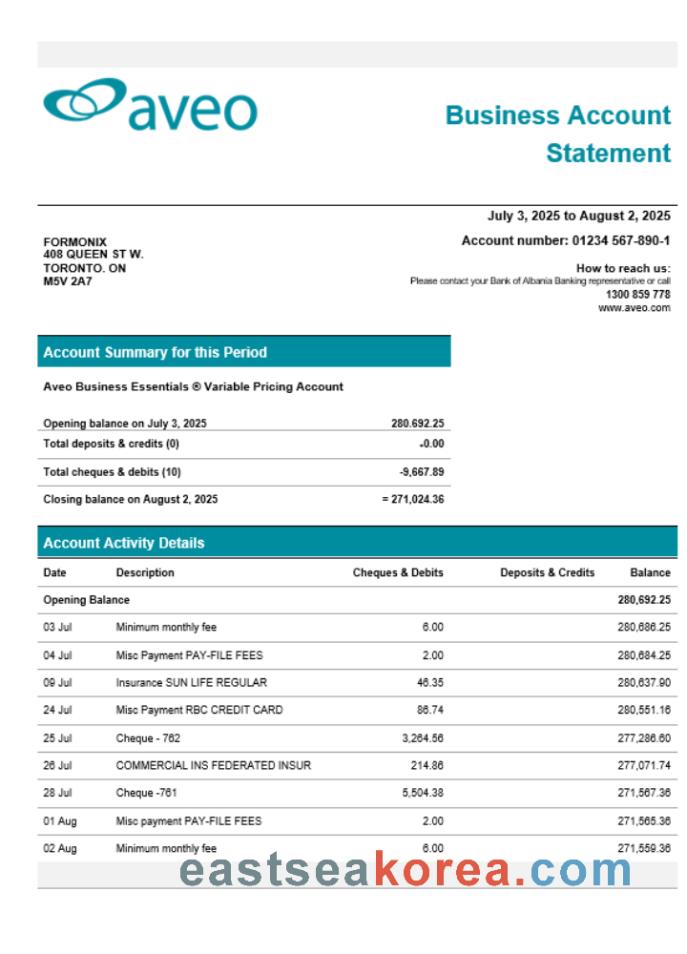 aveo
Business Account
Statement
July 3, 2025 to August 2, 2025
FORMONIX
408 QUEEN ST W.
TORONTO. ON
M5V 2A7
Account number: 01234 567-890-1
How to reach us:
Please contact your Bank of Albania Banking representative or call
1300 859 778
www.aveo.com
Account Summary for this Period
Aveo Business Essentials ® Variable Pricing Account
Opening balance on July 3, 2025 280.692.25
Total deposits & credits (0) -0.00
Total cheques & debits (10) -9,667.89
Closing balance on August 2, 2025 = 271,024.36
Account Activity Details
Date Description Cheques & Debits Deposits & Credits Balance
Opening Balance 280,692.25
03 Jul Minimum monthly fee 6.00 280,686.25
04 Jul Misc Payment PAY-FILE FEES 2.00 280,684.25
09 Jul Insurance SUN LIFE REGULAR 46.35 280,637.90
24 Jul Misc Payment RBC CREDIT CARD 86.74 280,551.16
25 Jul Cheque - 762 3,264.56 277,286.60
26 Jul COMMERCIAL INS FEDERATED INSUR 214.86 277,071.74
28 Jul Cheque -761 5,504.38 271,567.36
01 Aug Misc payment PAY-FILE FEES 2.00 271,565.36
02 Aug Minimum monthly fee 6.00 271,559.36
eastseakorea.com